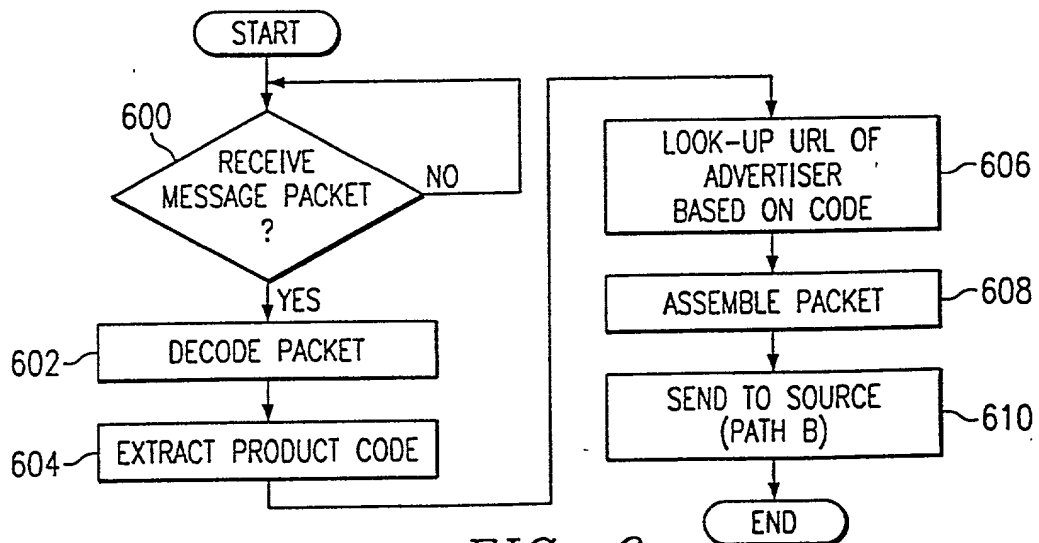 START
600
RECEIVE
MESSAGE PACKET
?
NO
YES
602
DECODE PACKET
604
EXTRACT PRODUCT CODE
LOOK-UP URL OF
ADVERTISER
BASED ON CODE
606
ASSEMBLE PACKET
608
SEND TO SOURCE
(PATH B)
610
END